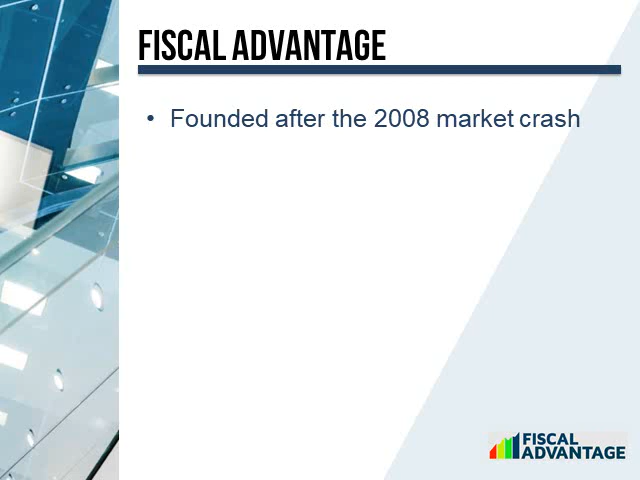 FISCAL ADVANTAGE
• Founded after the 2008 market crash
FISCAL
ADVANTAGE